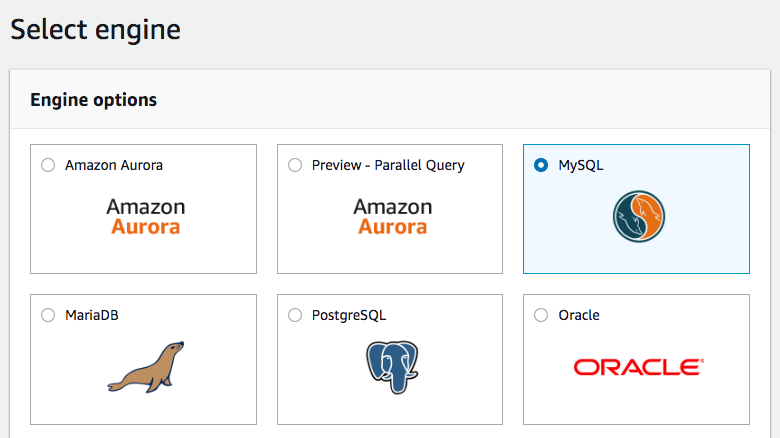 Select engine
Engine options
Amazon Aurora
Preview - Parallel Query
MySQL
Amazon
Aurora
Amazon
Aurora
MariaDB
PostgreSQL
Oracle
ORACLE